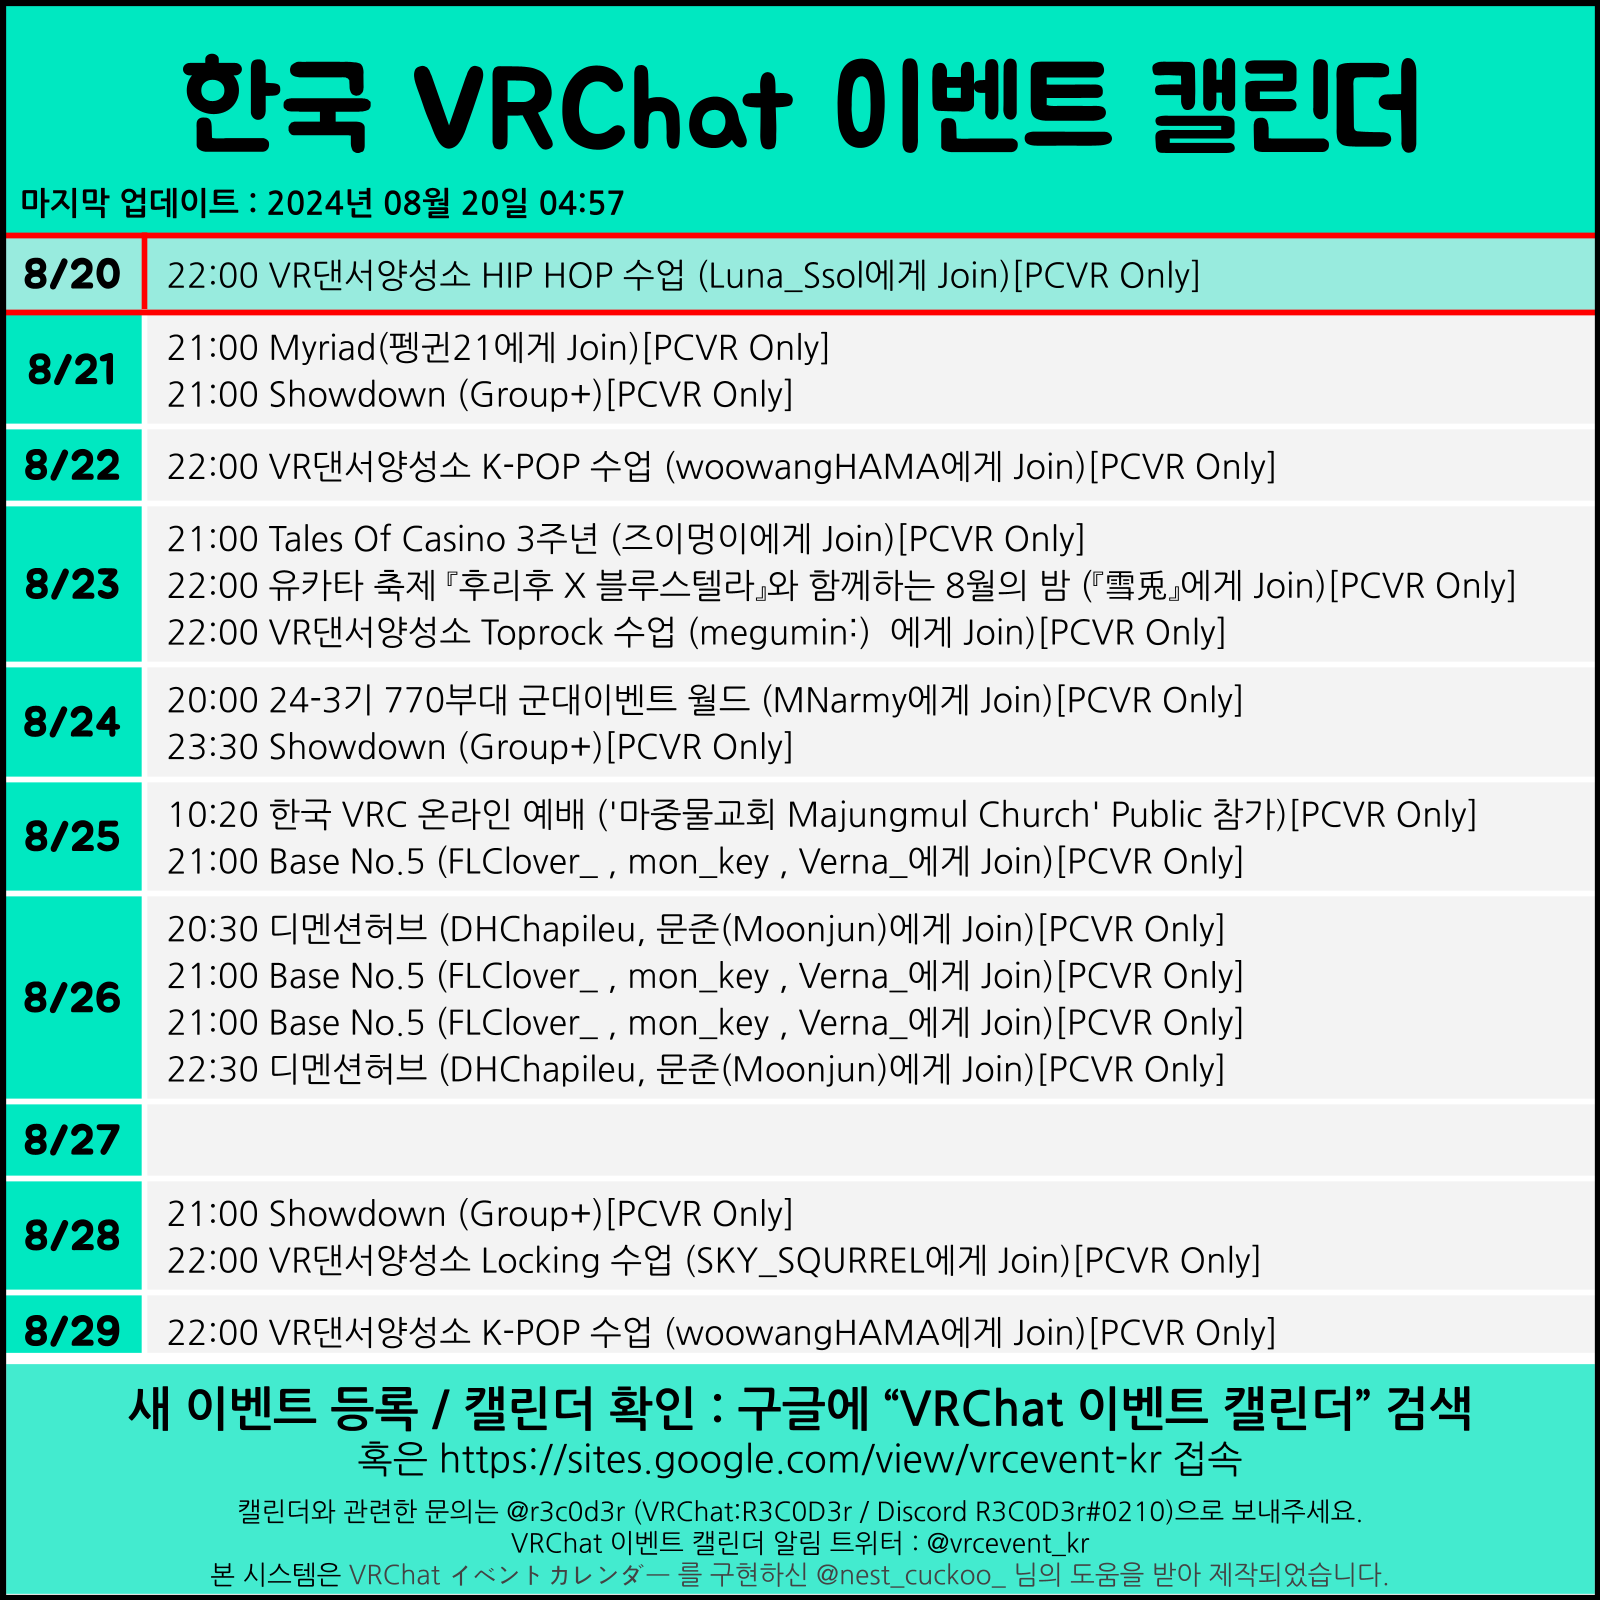 한국 VRChat 이벤트 캘린더
마지막 업데이트 : 2024년 08월 20일 04:57
8/20
22:00 VR댄서양성소 HIP HOP 수업 (Luna_Ssol에게 Join)[PCVR Only]
8/21
21:00 Myriad(펭귄21에게 Join)[PCVR Only]
21:00 Showdown (Group+)[PCVR Only]
8/22
22:00 VR댄서양성소 K-POP 수업 (woowangHAMA에게 Join)[PCVR Only]
8/23
21:00 Tales Of Casino 3주년 (즈이멍이에게 Join)[PCVR Only]
22:00 유카타 축제 『후리후 X 블루스텔라』와 함께하는 8월의 밤 (『雪兎』에게 Join)[PCVR Only]
22:00 VR댄서양성소 Toprock 수업 (megumin:)  에게 Join)[PCVR Only]
8/24
20:00 24-3기 770부대 군대이벤트 월드 (MNarmy에게 Join)[PCVR Only]
23:30 Showdown (Group+)[PCVR Only]
8/25
10:20 한국 VRC 온라인 예배 ('마중물교회 Majungmul Church' Public 참가)[PCVR Only]
21:00 Base No.5 (FLClover_ , mon_key , Verna_에게 Join)[PCVR Only]
8/26
20:30 디멘션허브 (DHChapileu, 문준(Moonjun)에게 Join)[PCVR Only]
21:00 Base No.5 (FLClover_ , mon_key , Verna_에게 Join)[PCVR Only]
21:00 Base No.5 (FLClover_ , mon_key , Verna_에게 Join)[PCVR Only]
22:30 디멘션허브 (DHChapileu, 문준(Moonjun)에게 Join)[PCVR Only]
8/27
8/28
21:00 Showdown (Group+)[PCVR Only]
22:00 VR댄서양성소 Locking 수업 (SKY_SQURREL에게 Join)[PCVR Only]
8/29
22:00 VR댄서양성소 K-POP 수업 (woowangHAMA에게 Join)[PCVR Only]
새 이벤트 등록 / 캘린더 확인 : 구글에 “VRChat 이벤트 캘린더” 검색
혹은 https://sites.google.com/view/vrcevent-kr 접속
캘린더와 관련한 문의는 @r3c0d3r (VRChat:R3C0D3r / Discord R3C0D3r#0210)으로 보내주세요.
VRChat 이벤트 캘린더 알림 트위터 : @vrcevent_kr
본 시스템은 VRChat イベントカレンダー 를 구현하신 @nest_cuckoo_ 님의 도움을 받아 제작되었습니다.